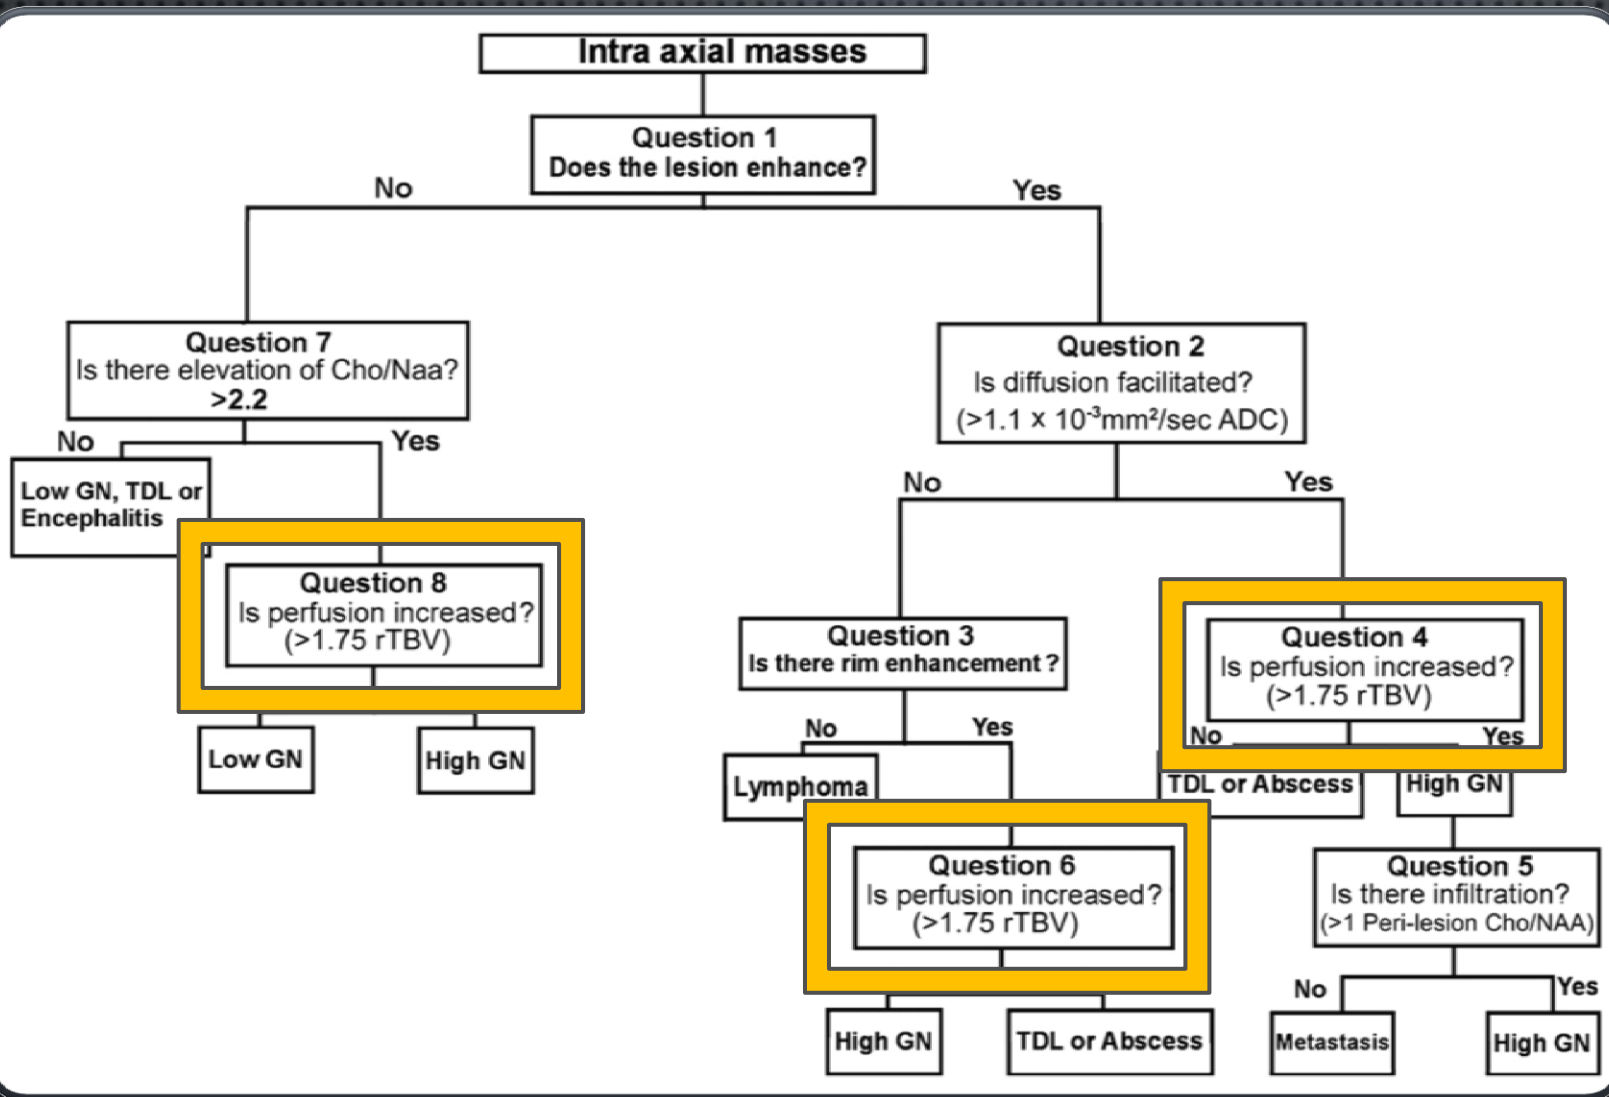 Intra axial masses
Question 1
Does the lesion enhance?
No
Yes
Question 7
Is there elevation of Cho/Naa?
>2.2
No
Yes
Low GN, TDL or
Encephalitis
Question 8
Is perfusion increased?
(>1.75 rTBV)
Low GN
High GN
Question 2
Is diffusion facilitated?
(>1.1 x 10⁻³mm²/sec ADC)
No
Yes
Question 3
Is there rim enhancement ?
No
Yes
Lymphoma
Question 6
Is perfusion increased?
(>1.75 rTBV)
High GN
TDL or Abscess
Question 4
Is perfusion increased?
(>1.75 rTBV)
No
Yes
TDL or Abscess
High GN
Question 5
Is there infiltration?
(>1 Peri-lesion Cho/NAA)
No
Yes
Metastasis
High GN